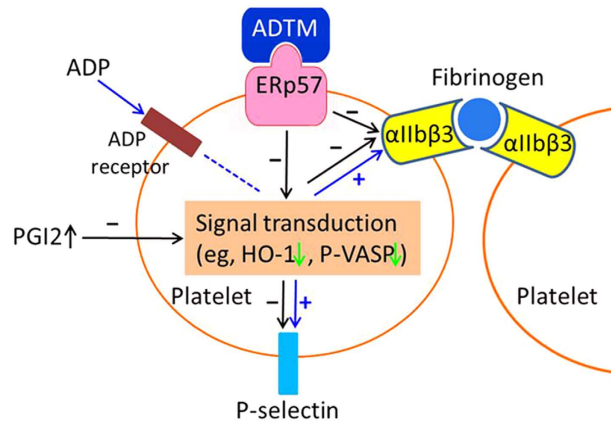 ADTM
ERp57
ADP
ADP
receptor
Fibrinogen
αIIbβ3
αIIbβ3
–
–
–
+
PGI2↑
–
Signal transduction
(eg, HO-1↓, P-VASP↓)
Platelet
Platelet
–
+
P-selectin